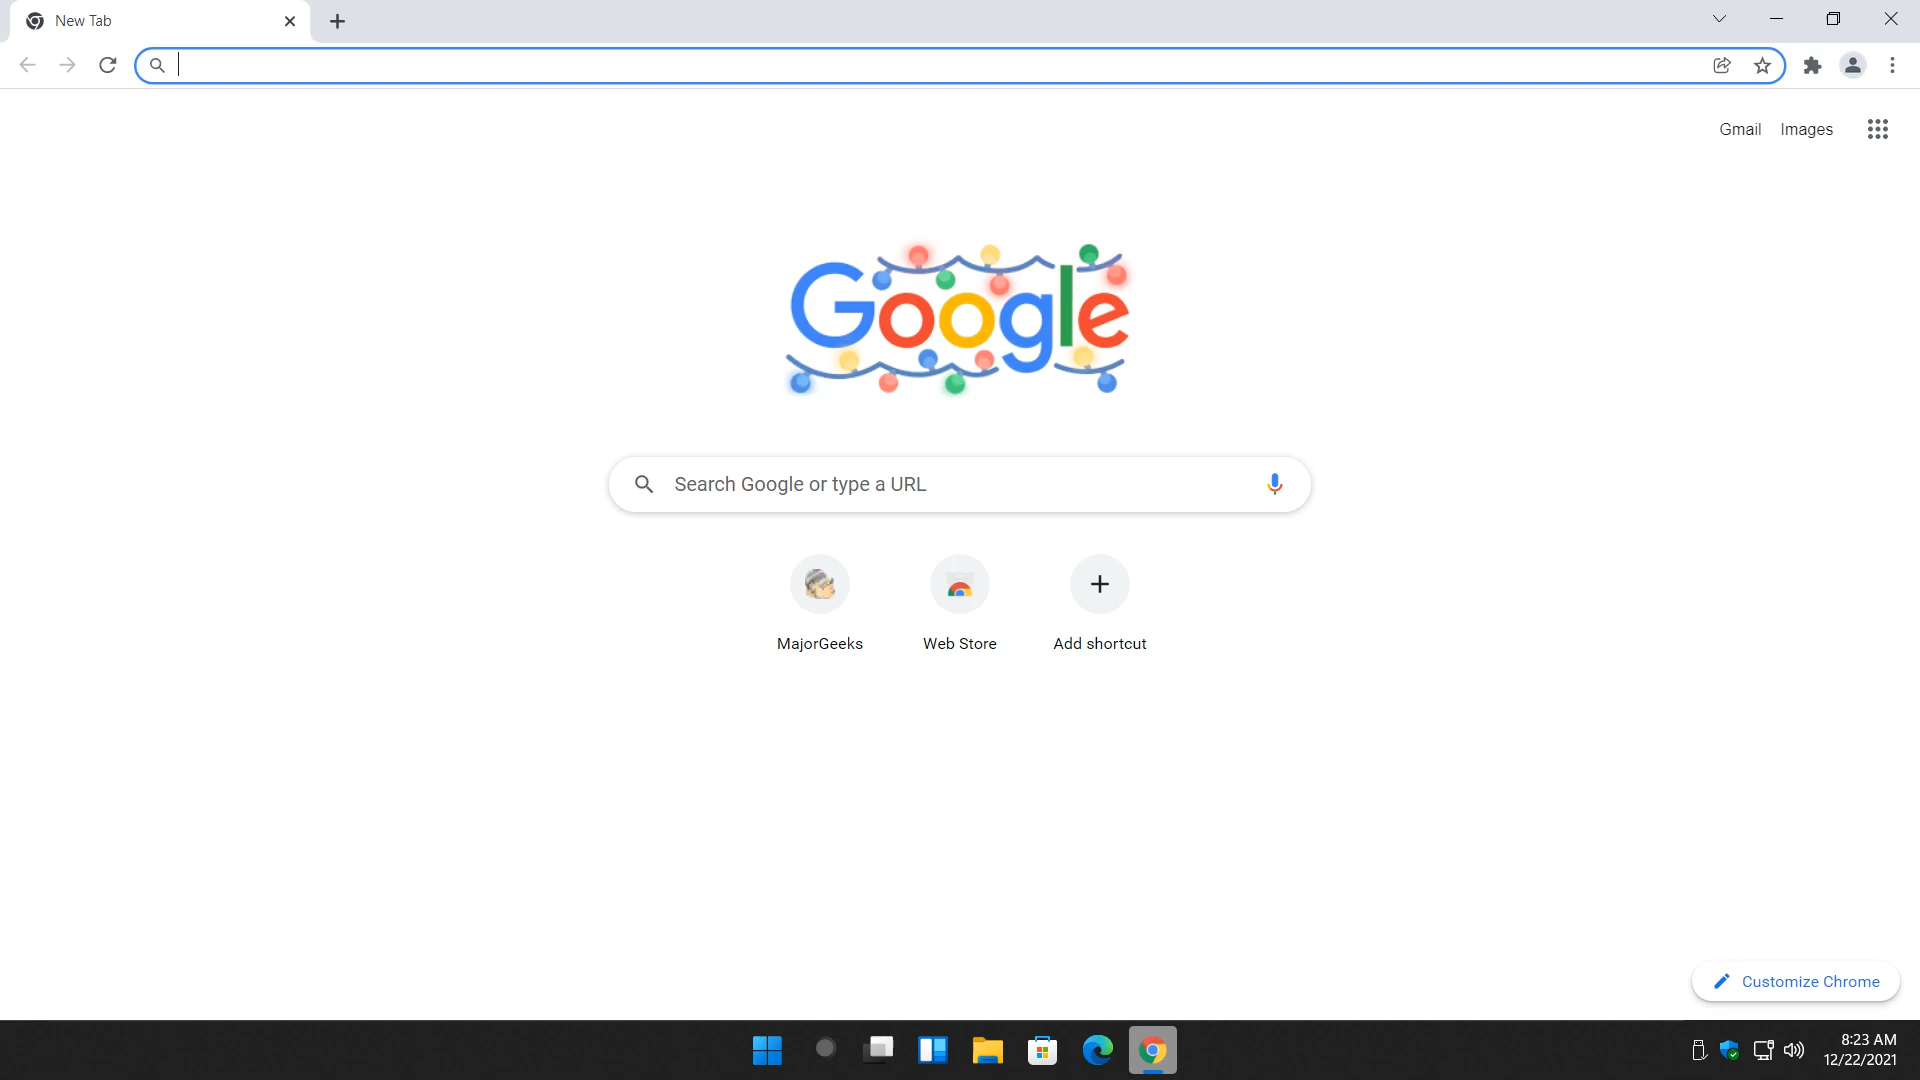 New Tab
Gmail Images
Google
Search Google or type a URL
MajorGeeks
Web Store
Add shortcut
Customize Chrome
8:23 AM
12/22/2021